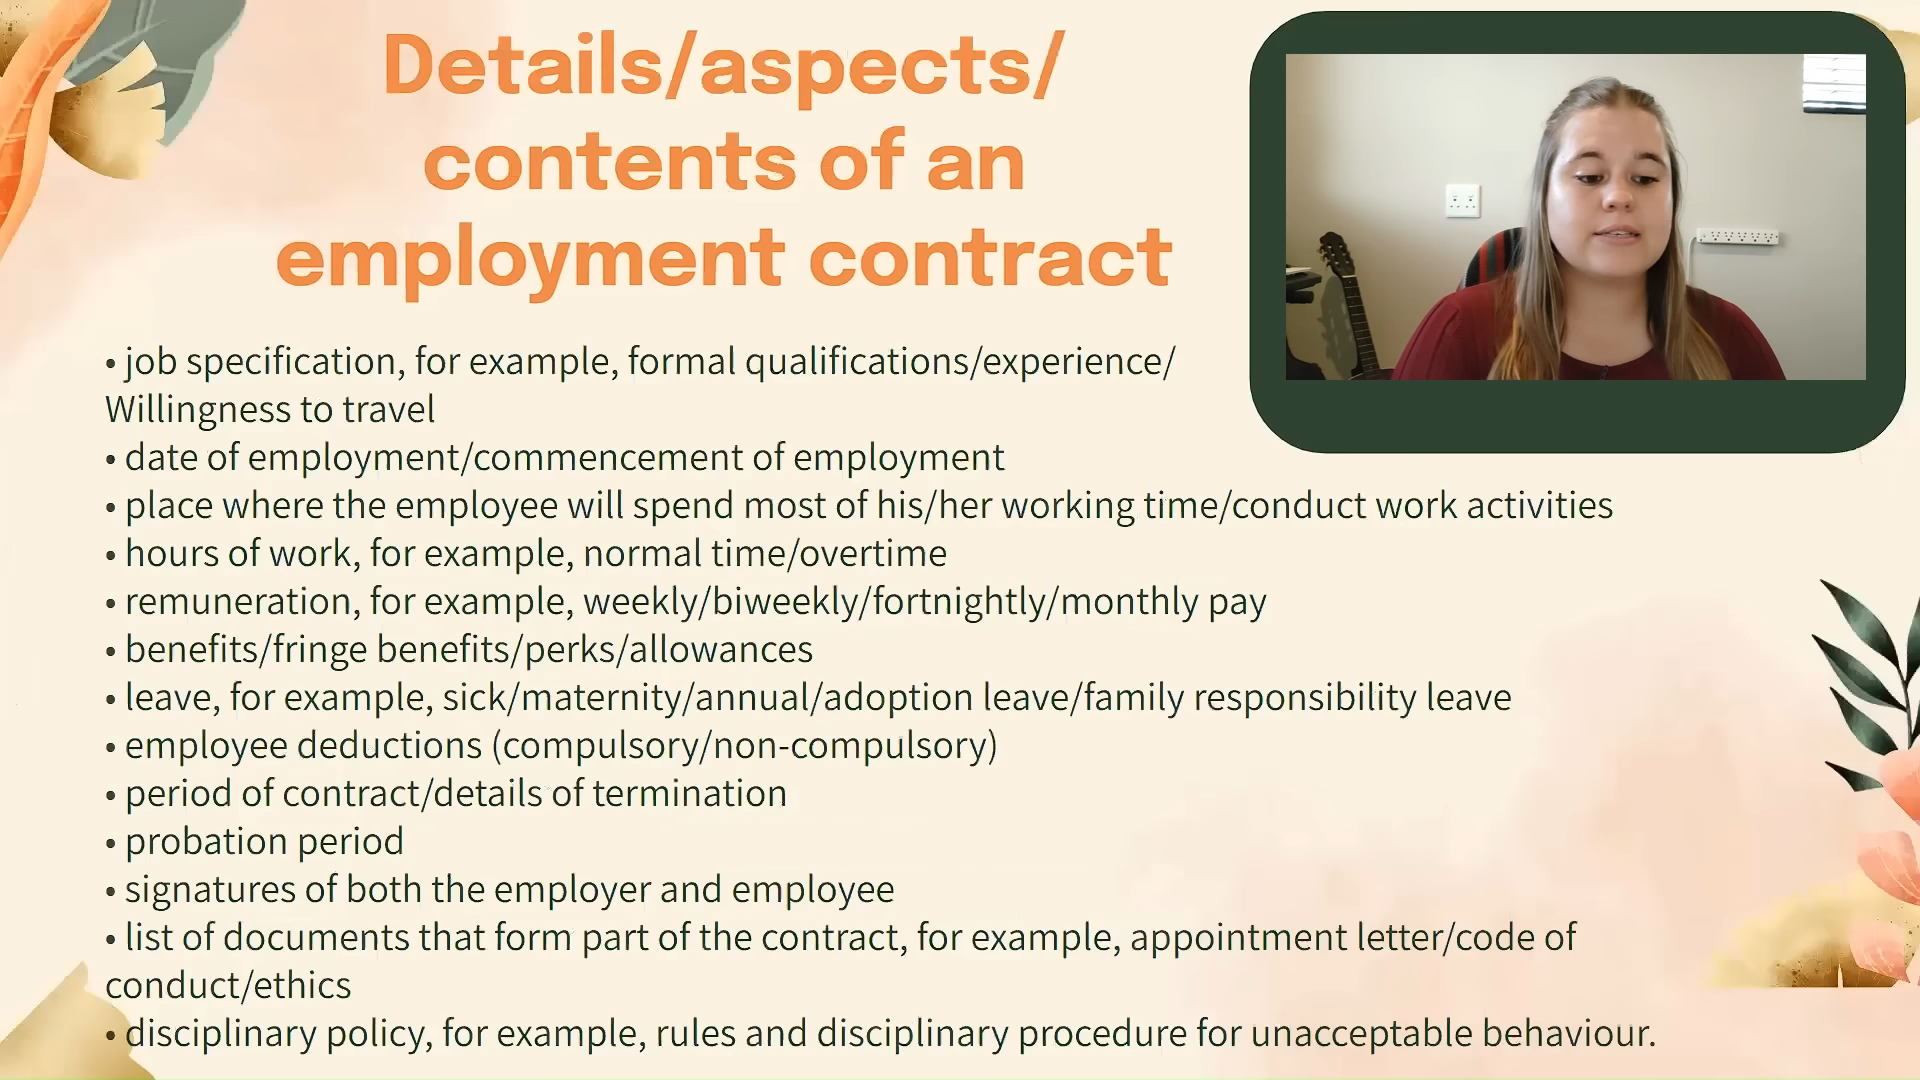 Details/aspects/
contents of an
employment contract
• job specification, for example, formal qualifications/experience/
Willingness to travel
• date of employment/commencement of employment
• place where the employee will spend most of his/her working time/conduct work activities
• hours of work, for example, normal time/overtime
• remuneration, for example, weekly/biweekly/fortnightly/monthly pay
• benefits/fringe benefits/perks/allowances
• leave, for example, sick/maternity/annual/adoption leave/family responsibility leave
• employee deductions (compulsory/non-compulsory)
• period of contract/details of termination
• probation period
• signatures of both the employer and employee
• list of documents that form part of the contract, for example, appointment letter/code of
conduct/ethics
• disciplinary policy, for example, rules and disciplinary procedure for unacceptable behaviour.